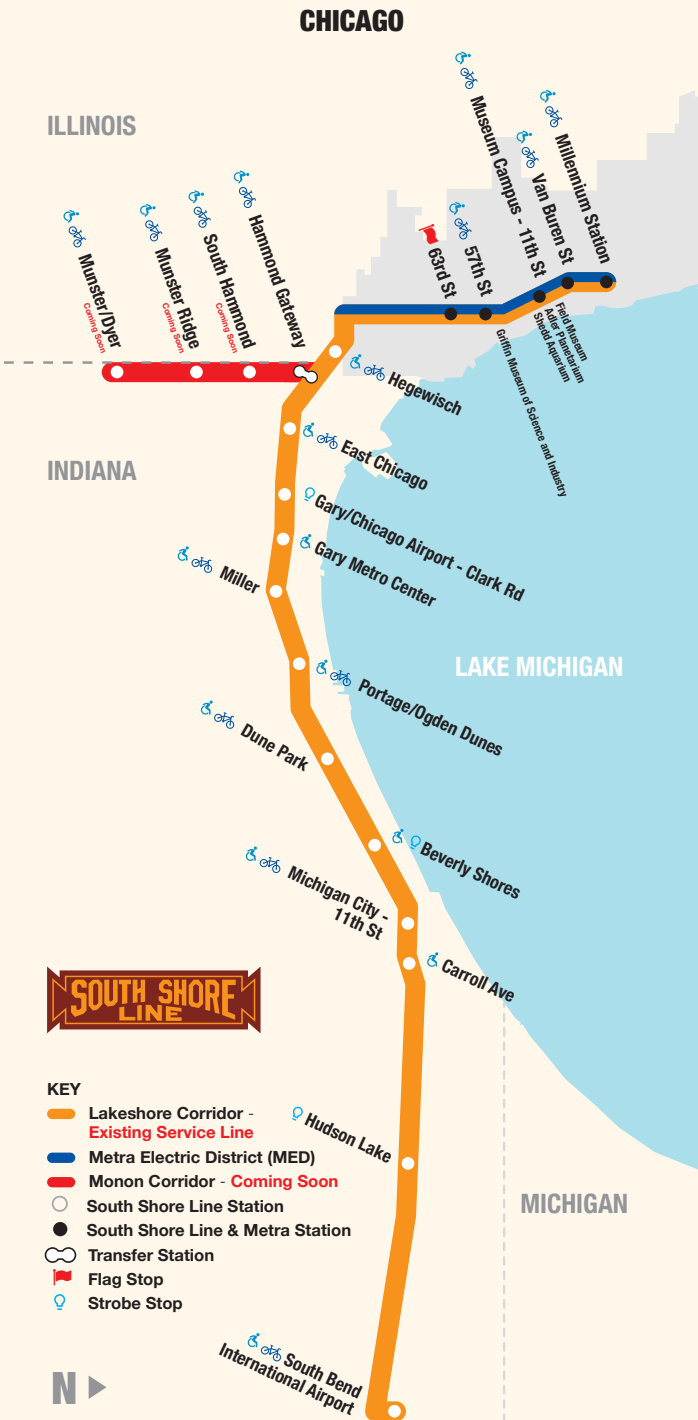 CHICAGO
ILLINOIS
Millennium Station
Van Buren St
Museum Campus - 11th St
57th St
63rd St
Field Museum
Adler Planetarium
Shedd Aquarium
Griffin Museum of Science and Industry
Hammond Gateway
South Hammond
Coming Soon
Munster Ridge
Coming Soon
Munster/Dyer
Coming Soon
Hegewisch
INDIANA
East Chicago
Gary/Chicago Airport - Clark Rd
Gary Metro Center
Miller
LAKE MICHIGAN
Portage/Ogden Dunes
Dune Park
Beverly Shores
Michigan City -
11th St
Carroll Ave
SOUTH SHORE
LINE
KEY
Lakeshore Corridor -
Existing Service Line
Metra Electric District (MED)
Monon Corridor - Coming Soon
South Shore Line Station
South Shore Line & Metra Station
Transfer Station
Flag Stop
Strobe Stop
Hudson Lake
MICHIGAN
South Bend
International Airport
N